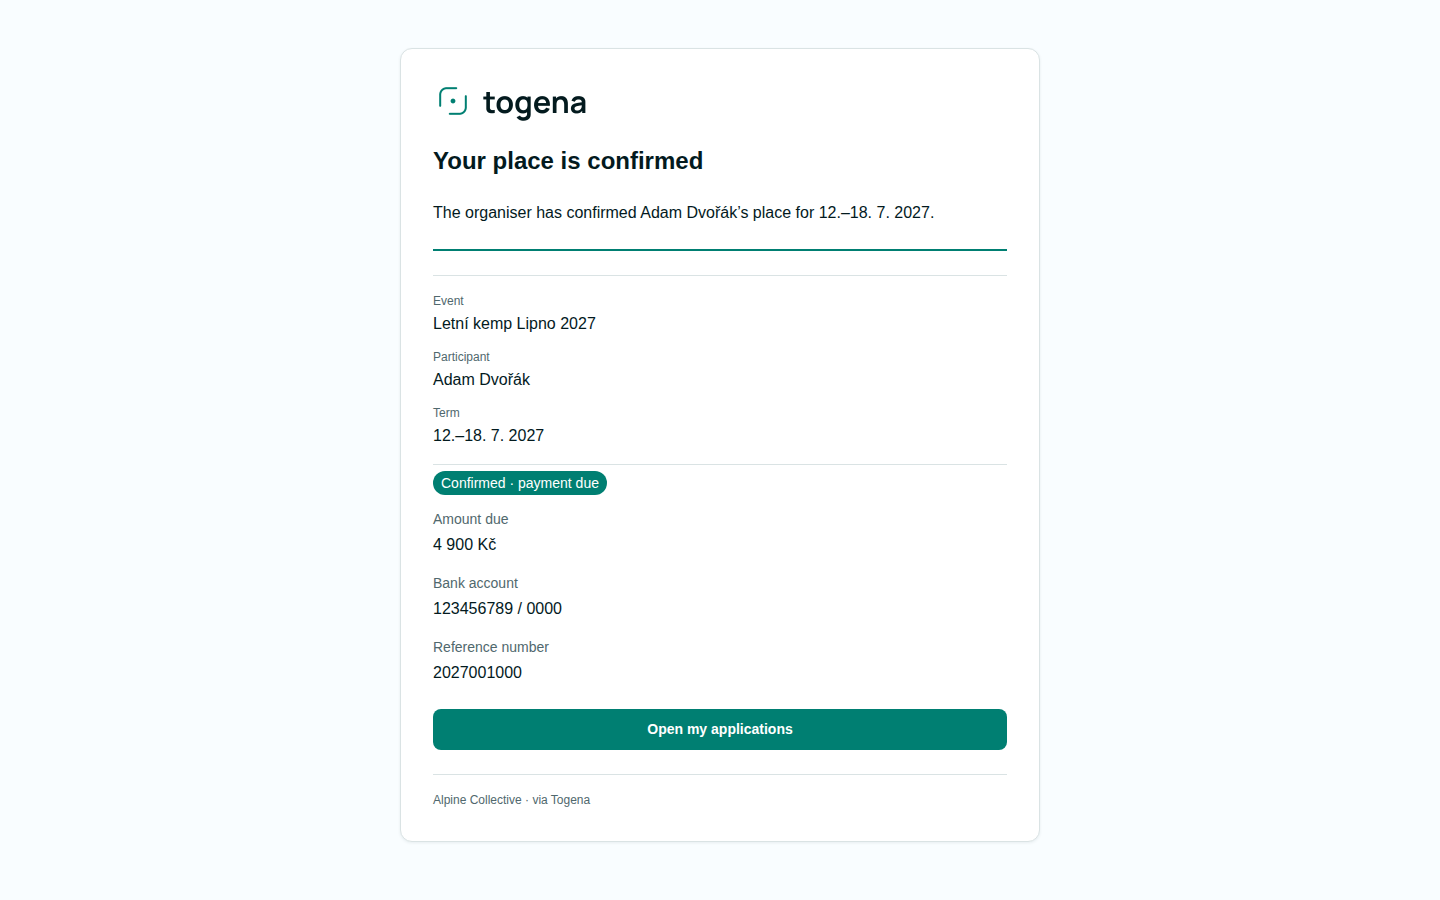 togena
Your place is confirmed
The organiser has confirmed Adam Dvořák’s place for 12.–18. 7. 2027.
Event
Letní kemp Lipno 2027
Participant
Adam Dvořák
Term
12.–18. 7. 2027
Confirmed · payment due
Amount due
4 900 Kč
Bank account
123456789 / 0000
Reference number
2027001000
Open my applications
Alpine Collective · via Togena